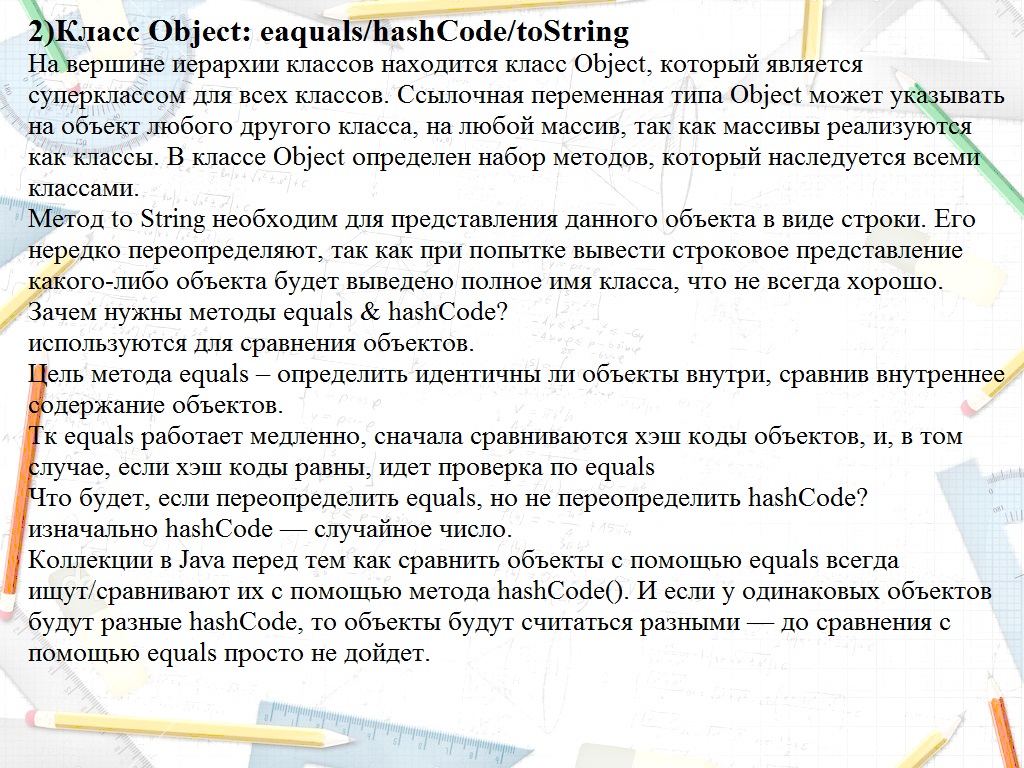 2)Класс Object: eaquals/hashCode/toString
На вершине иерархии классов находится класс Object, который является
суперклассом для всех классов. Ссылочная переменная типа Object может указывать
на объект любого другого класса, на любой массив, так как массивы реализуются
как классы. В классе Object определен набор методов, который наследуется всеми
классами.
Метод to String необходим для представления данного объекта в виде строки. Его
нередко переопределяют, так как при попытке вывести строковое представление
какого-либо объекта будет выведено полное имя класса, что не всегда хорошо.
Зачем нужны методы equals & hashCode?
используются для сравнения объектов.
Цель метода equals – определить идентичны ли объекты внутри, сравнив внутреннее
содержание объектов.
Тк equals работает медленно, сначала сравниваются хэш коды объектов, и, в том
случае, если хэш коды равны, идет проверка по equals
Что будет, если переопределить equals, но не переопределить hashCode?
изначально hashCode — случайное число.
Коллекции в Java перед тем как сравнить объекты с помощью equals всегда
ищут/сравнивают их с помощью метода hashCode(). И если у одинаковых объектов
будут разные hashCode, то объекты будут считаться разными — до сравнения с
помощью equals просто не дойдет.